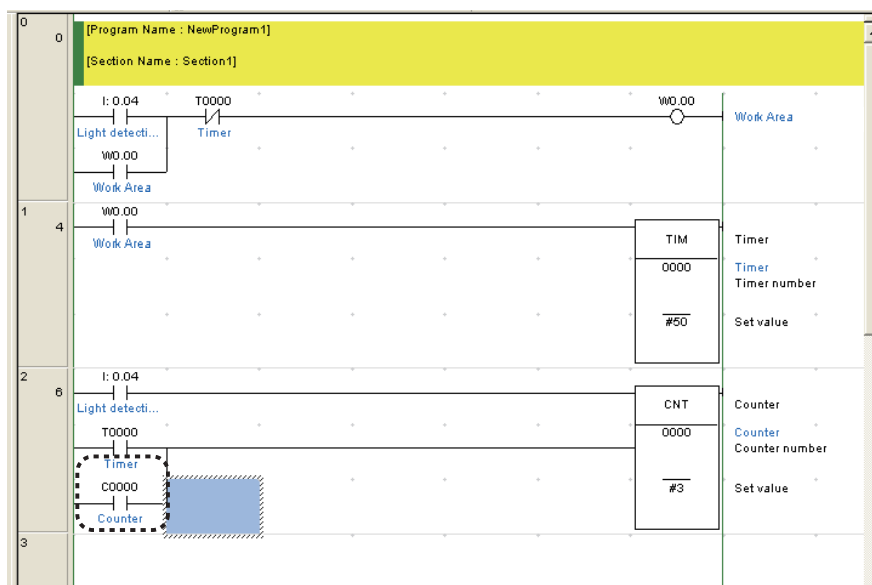 0
0
[Program Name : NewProgram1]
[Section Name : Section1]
I: 0.04 T0000 W0.00
Light detecti... Timer Work Area
W0.00
Work Area
1
4
W0.00
Work Area
TIM Timer
0000 Timer
Timer number
#50 Set value
2
6
I: 0.04
Light detecti...
CNT Counter
T0000
Timer
0000 Counter
Counter number
C0000
Counter
#3 Set value
3